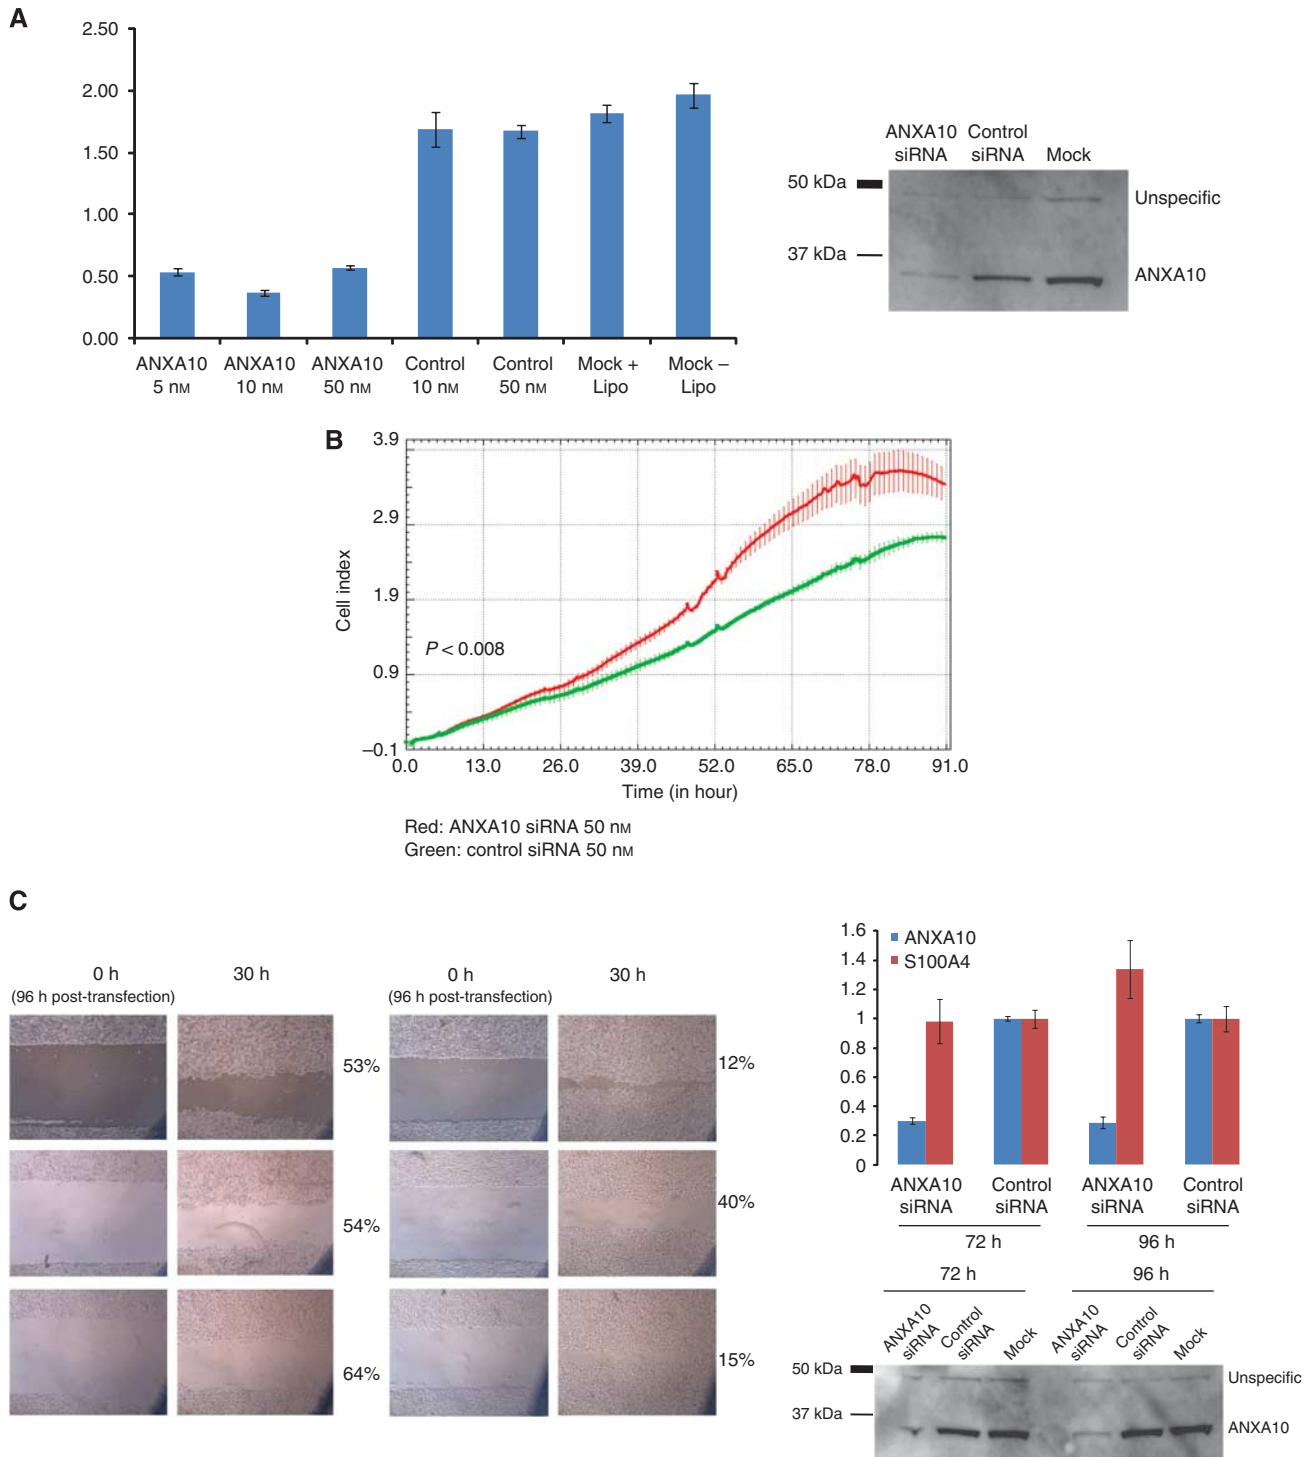 A
2.50
2.00
1.50
1.00
0.50
0.00
ANXA10 5 nM
ANXA10 10 nM
ANXA10 50 nM
Control 10 nM
Control 50 nM
Mock + Lipo
Mock – Lipo
ANXA10 siRNA
Control siRNA
Mock
50 kDa
Unspecific
37 kDa
ANXA10
B
3.9
2.9
1.9
0.9
–0.1
Cell index
P < 0.008
0.0 13.0 26.0 39.0 52.0 65.0 78.0 91.0
Time (in hour)
Red: ANXA10 siRNA 50 nM
Green: control siRNA 50 nM
C
0 h
(96 h post-transfection)
30 h
0 h
(96 h post-transfection)
30 h
53%
12%
54%
40%
64%
15%
1.6
1.4
1.2
1
0.8
0.6
0.4
0.2
0
ANXA10
S100A4
ANXA10 siRNA
Control siRNA
ANXA10 siRNA
Control siRNA
72 h
96 h
72 h
96 h
ANXA10 siRNA
Control siRNA
Mock
ANXA10 siRNA
Control siRNA
Mock
50 kDa
Unspecific
37 kDa
ANXA10